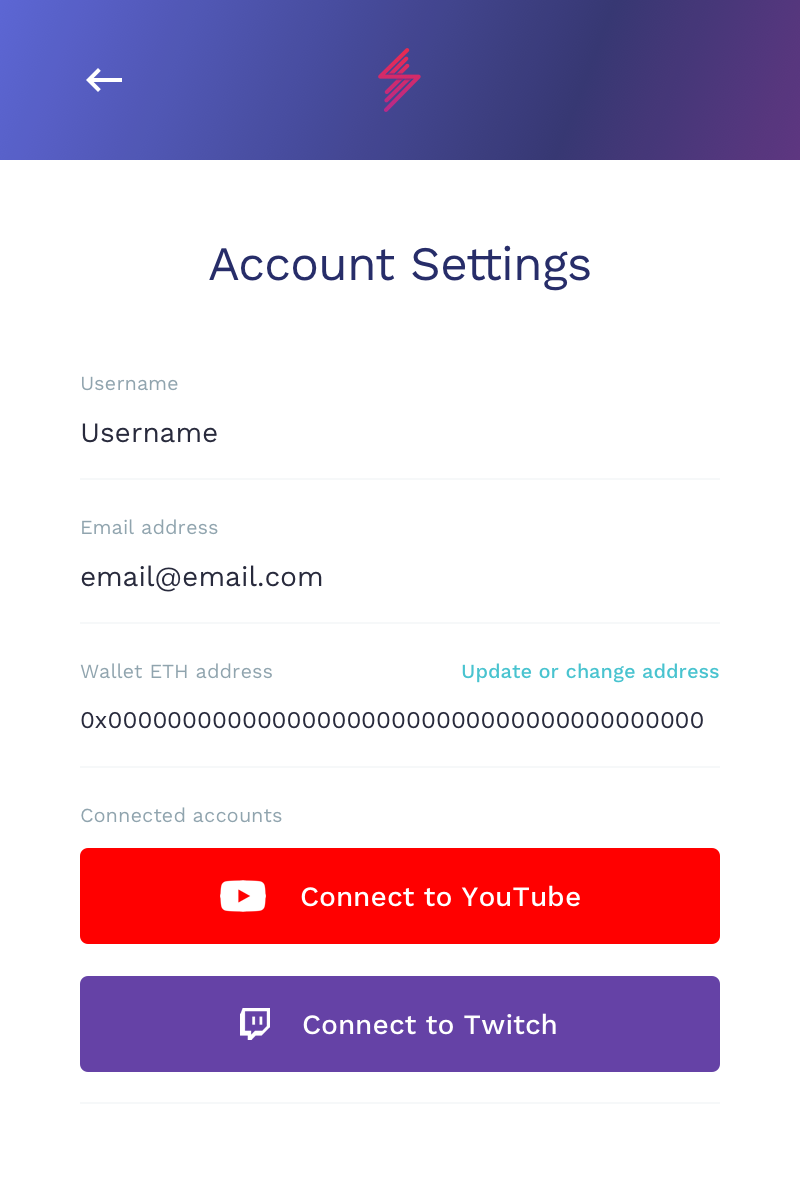 Account Settings
Username
Username
Email address
email@email.com
Wallet ETH address
Update or change address
0x0000000000000000000000000000000000000000
Connected accounts
Connect to YouTube
Connect to Twitch